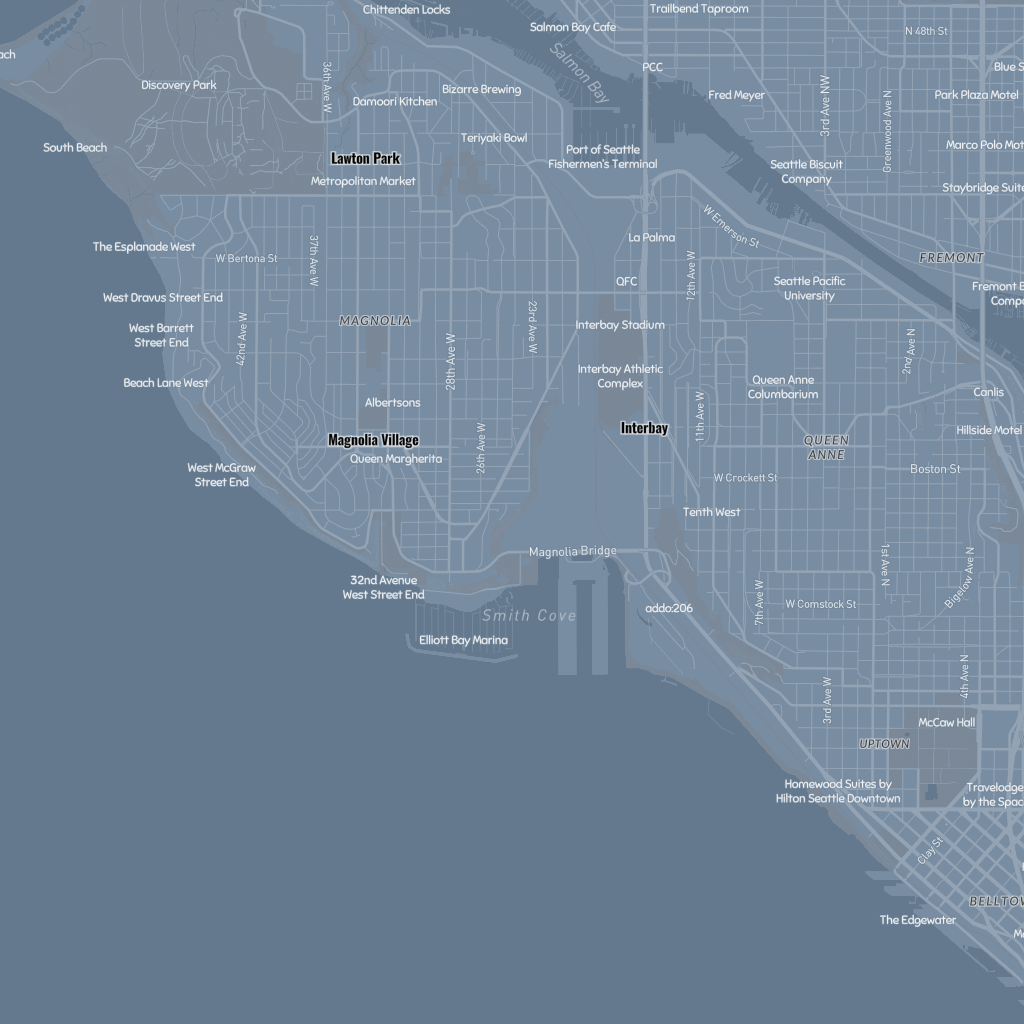 Chittenden Locks
Trailbend Taproom
Salmon Bay Cafe
N 48th St
Salmon Bay
PCC
Blue S
ach
36th Ave W
Discovery Park
Bizarre Brewing
Damoori Kitchen
Fred Meyer
3rd Ave NW
Greenwood Ave N
Park Plaza Motel
Teriyaki Bowl
Port of Seattle
Fishermen's Terminal
South Beach
Lawton Park
Marco Polo Mot
Seattle Biscuit
Company
Metropolitan Market
Staybridge Suite
W Emerson St
La Palma
The Esplanade West
W Bertona St
37th Ave W
12th Ave W
FREMONT
QFC
Seattle Pacific
University
Fremont B
Compa
West Dravus Street End
MAGNOLIA
23rd Ave W
Interbay Stadium
West Barrett
Street End
42nd Ave W
28th Ave W
2nd Ave N
Interbay Athletic
Complex
Beach Lane West
Queen Anne
Columbarium
Canlis
Albertsons
11th Ave W
Interbay
Hillside Motel
Magnolia Village
26th Ave W
QUEEN
ANNE
Queen Margherita
West McGraw
Street End
W Crockett St
Boston St
Tenth West
Magnolia Bridge
1st Ave N
Bigelow Ave N
32nd Avenue
West Street End
7th Ave W
W Comstock St
addo:206
Smith Cove
Elliott Bay Marina
4th Ave N
3rd Ave W
McCaw Hall
UPTOWN
Homewood Suites by
Hilton Seattle Downtown
Travelodge
by the Spac
Clay St
BELLTOW
The Edgewater